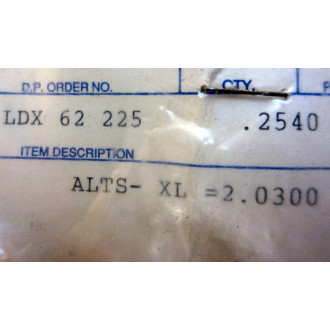 D.P. ORDER NO. QTY. P
LDX 62 225 .2540
ITEM DESCRIPTION
ALTS- XL =2.0300